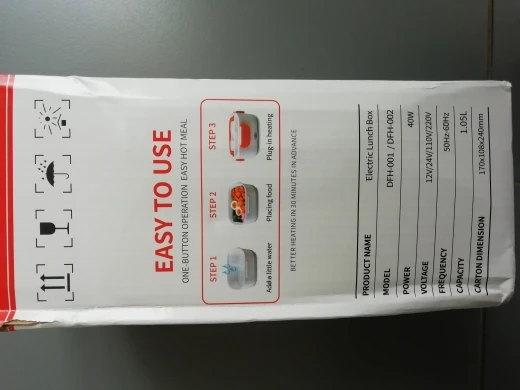 EASY TO USE
ONE-BUTTON OPERATION EASY HOT MEAL
STEP 1
Add a little water
STEP 2
Placing food
STEP 3
Plug-in heating
BETTER HEATING IN 30 MINUTES IN ADVANCE
PRODUCT NAME Electric Lunch Box
MODEL DFH-001 / DFH-002
POWER 40W
VOLTAGE 12V/24V/110V/220V
FREQUENCY 50Hz-60Hz
CAPACITY 1.05L
CARTON DIMENSION 170x108x240mm